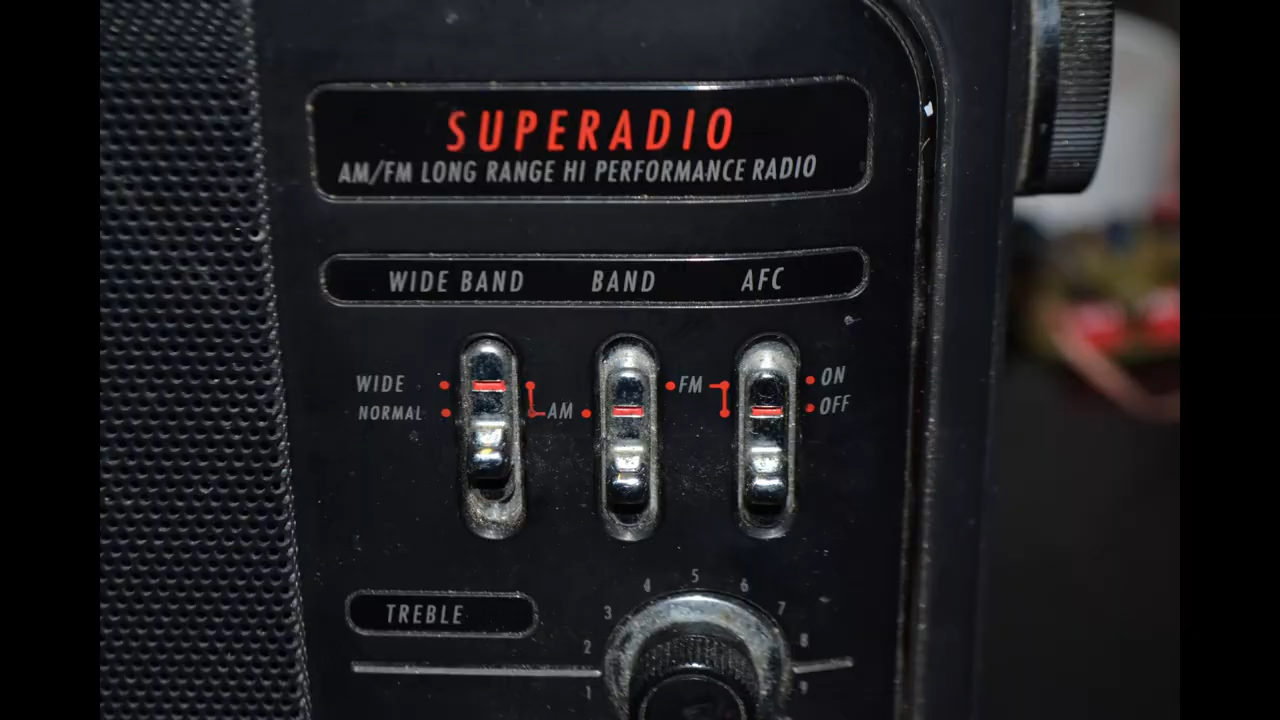 SUPERADIO
AM/FM LONG RANGE HI PERFORMANCE RADIO
WIDE BAND BAND AFC
WIDE FM ON
NORMAL AM OFF
5
4 6
3 7
TREBLE
2 8
1 9